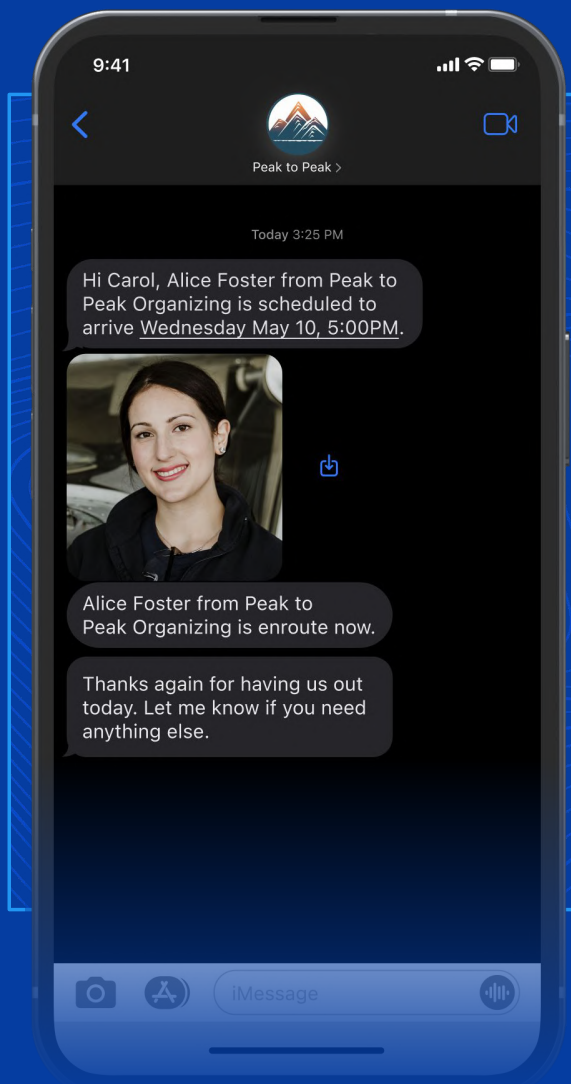 9:41
Peak to Peak >
Today 3:25 PM
Hi Carol, Alice Foster from Peak to
Peak Organizing is scheduled to
arrive Wednesday May 10, 5:00PM.
Alice Foster from Peak to
Peak Organizing is enroute now.
Thanks again for having us out
today. Let me know if you need
anything else.
iMessage